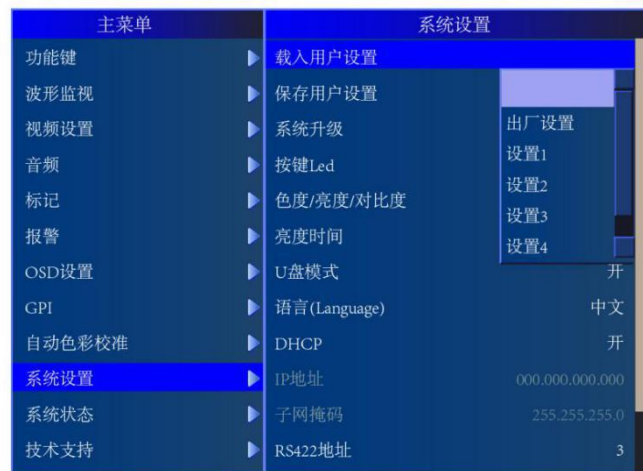 主菜单
功能键
波形监视
视频设置
音频
标记
报警
OSD设置
GPI
自动色彩校准
系统设置
系统状态
技术支持
系统设置
载入用户设置
保存用户设置
系统升级
按键Led
色度/亮度/对比度
亮度时间
U盘模式 开
语言(Language) 中文
DHCP 开
IP地址 000.000.000.000
子网掩码 255.255.255.0
RS422地址 3
出厂设置
设置1
设置2
设置3
设置4